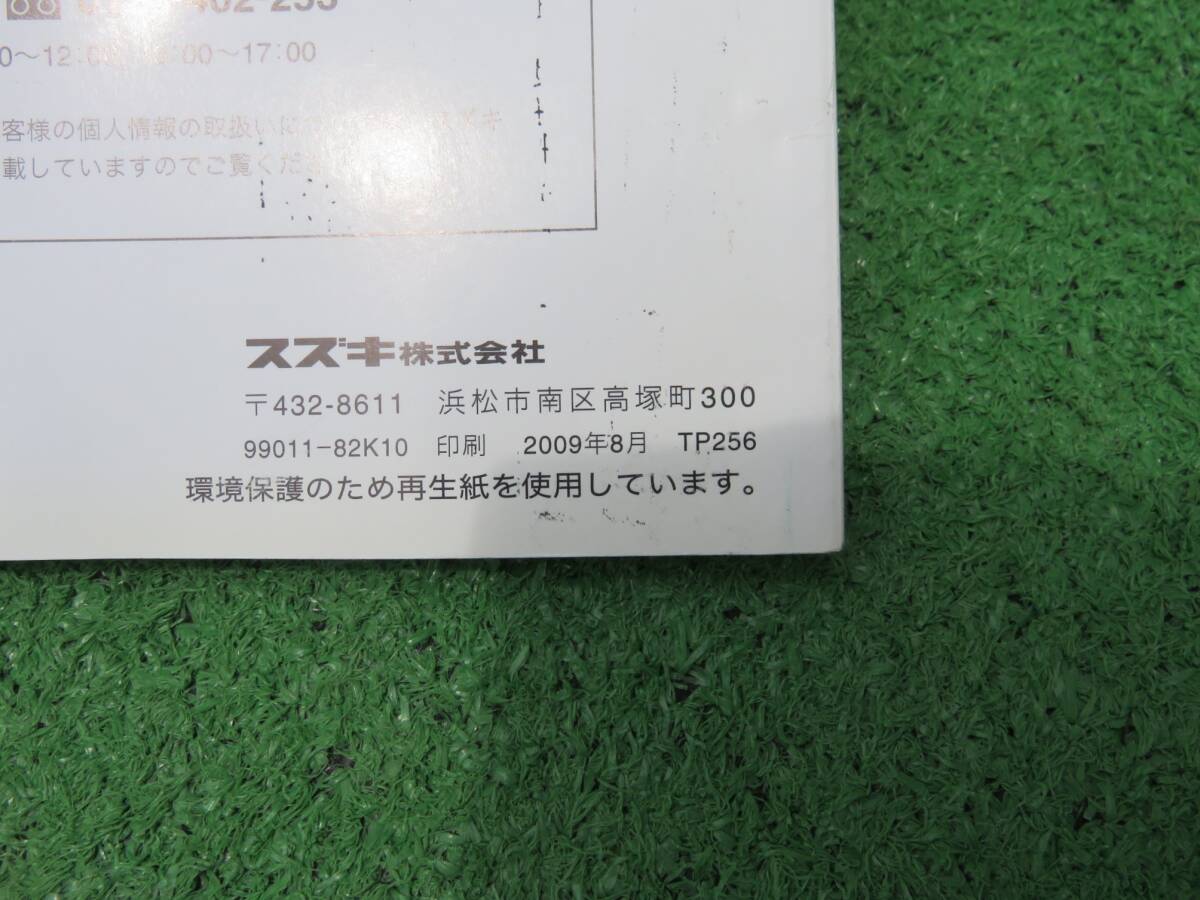 402-253
0～12:00 :00～17:00
客様の個人情報の取扱いに
載していますのでご覧くだ
スズキ株式会社
〒432-8611 浜松市南区高塚町300
99011-82K10 印刷 2009年8月 TP256
環境保護のため再生紙を使用しています。